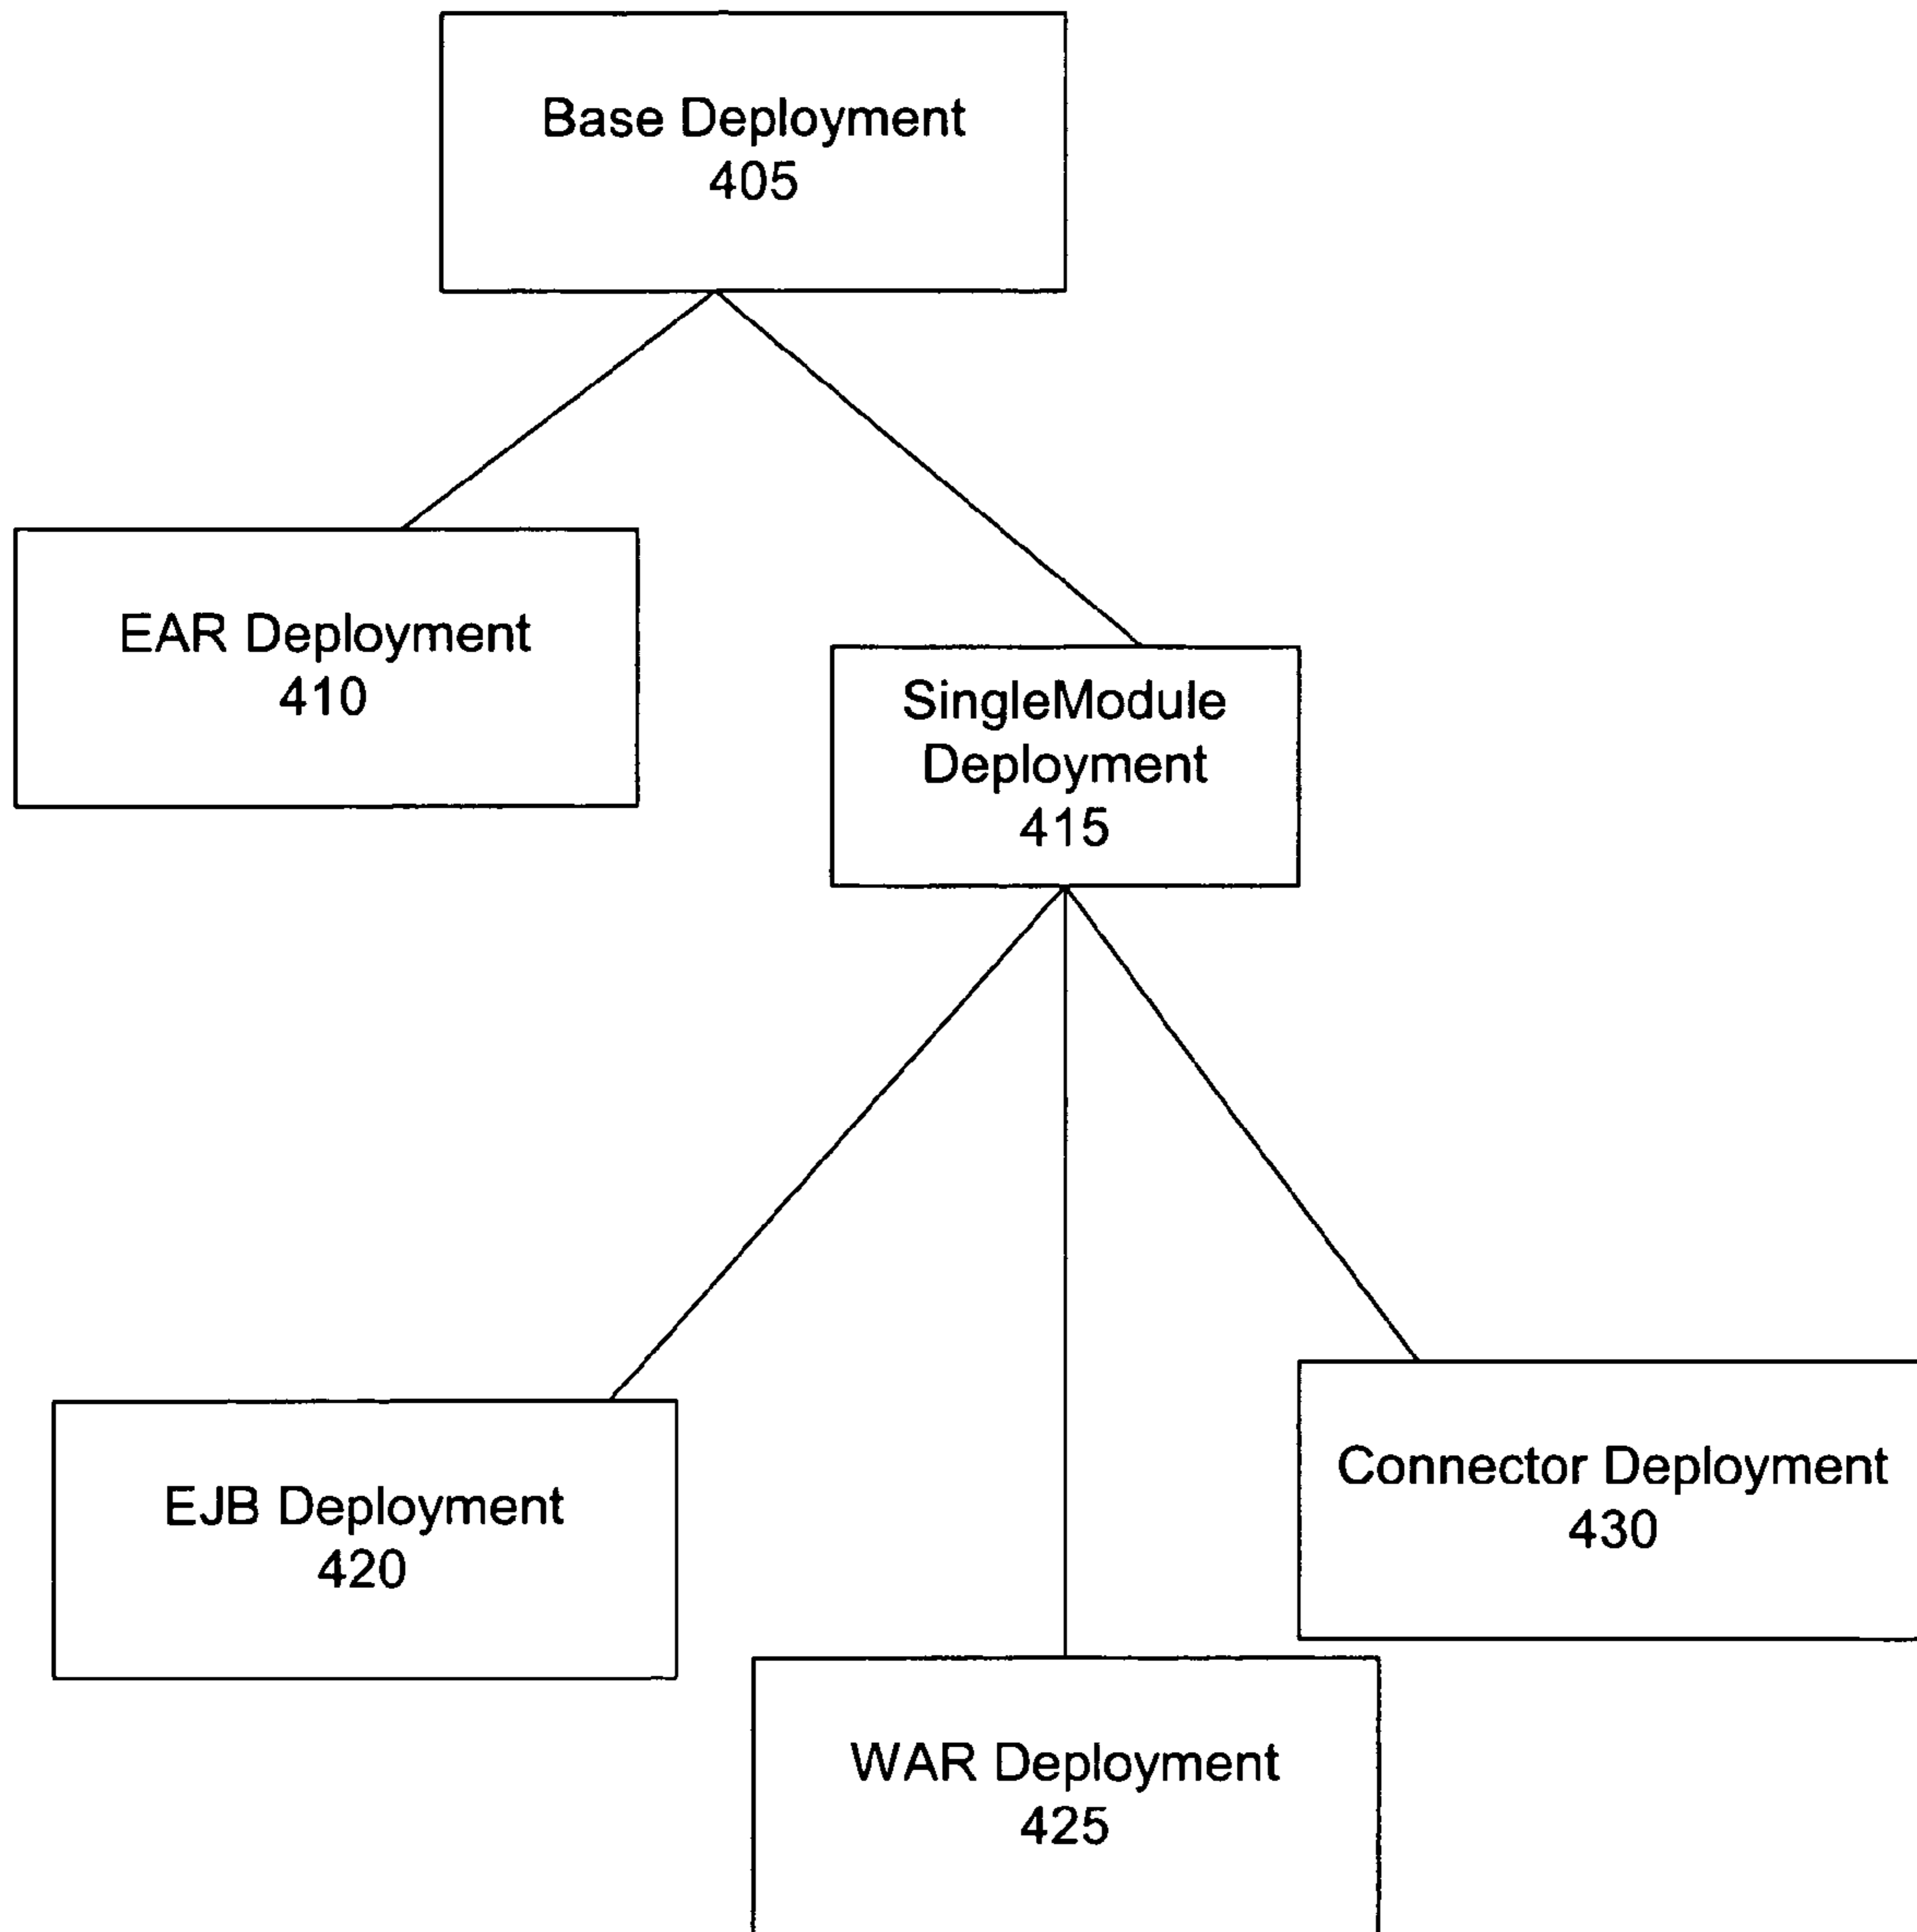 Base Deployment
405
EAR Deployment
410
SingleModule
Deployment
415
EJB Deployment
420
Connector Deployment
430
WAR Deployment
425